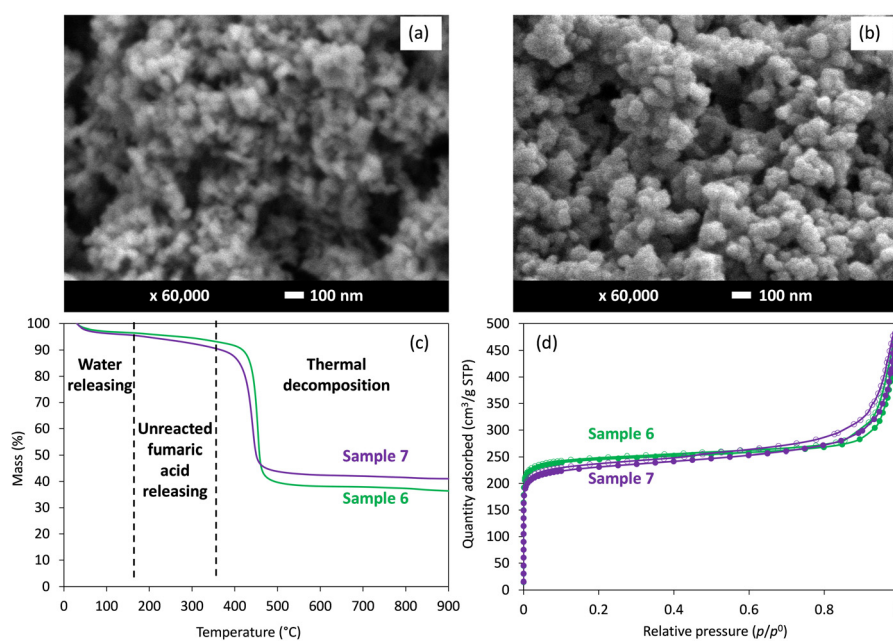 (a)
(b)
x 60,000
100 nm
x 60,000
100 nm
100
90
80
70
60
50
40
30
20
10
0
Mass (%)
(c)
Water
releasing
Unreacted
fumaric
acid
releasing
Thermal
decomposition
Sample 7
Sample 6
0
100
200
300
400
500
600
700
800
900
Temperature (°C)
500
450
400
350
300
250
200
150
100
50
0
Quantity adsorbed (cm³/g STP)
(d)
Sample 6
Sample 7
0
0.2
0.4
0.6
0.8
Relative pressure (p/p⁰)